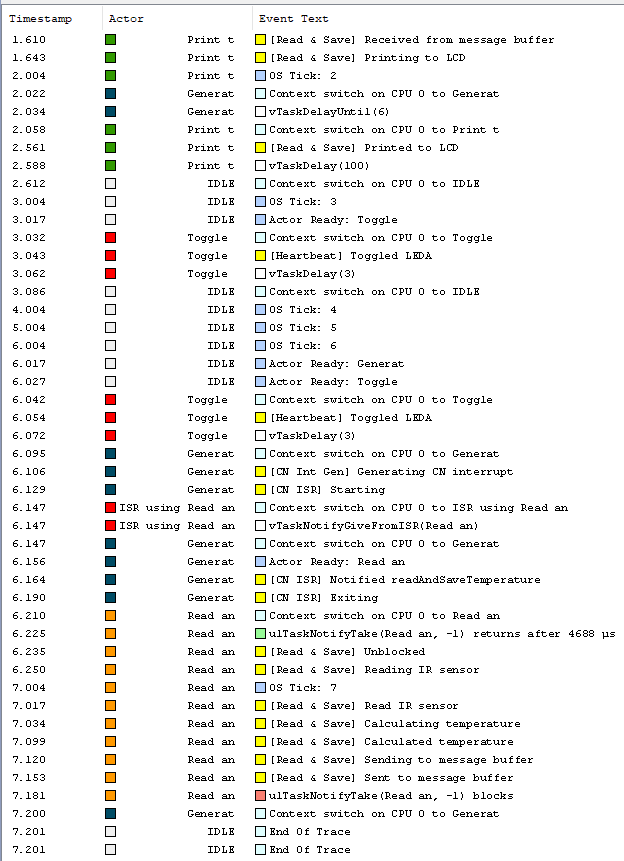 Timestamp Actor Event Text
1.610 Print t [Read & Save] Received from message buffer
1.643 Print t [Read & Save] Printing to LCD
2.004 Print t OS Tick: 2
2.022 Generat Context switch on CPU 0 to Generat
2.034 Generat vTaskDelayUntil(6)
2.058 Print t Context switch on CPU 0 to Print t
2.561 Print t [Read & Save] Printed to LCD
2.588 Print t vTaskDelay(100)
2.612 IDLE Context switch on CPU 0 to IDLE
3.004 IDLE OS Tick: 3
3.017 IDLE Actor Ready: Toggle
3.032 Toggle Context switch on CPU 0 to Toggle
3.043 Toggle [Heartbeat] Toggled LEDA
3.062 Toggle vTaskDelay(3)
3.086 IDLE Context switch on CPU 0 to IDLE
4.004 IDLE OS Tick: 4
5.004 IDLE OS Tick: 5
6.004 IDLE OS Tick: 6
6.017 IDLE Actor Ready: Generat
6.027 IDLE Actor Ready: Toggle
6.042 Toggle Context switch on CPU 0 to Toggle
6.054 Toggle [Heartbeat] Toggled LEDA
6.072 Toggle vTaskDelay(3)
6.095 Generat Context switch on CPU 0 to Generat
6.106 Generat [CN Int Gen] Generating CN interrupt
6.129 Generat [CN ISR] Starting
6.147 ISR using Read an Context switch on CPU 0 to ISR using Read an
6.147 ISR using Read an vTaskNotifyGiveFromISR(Read an)
6.147 Generat Context switch on CPU 0 to Generat
6.156 Generat Actor Ready: Read an
6.164 Generat [CN ISR] Notified readAndSaveTemperature
6.190 Generat [CN ISR] Exiting
6.210 Read an Context switch on CPU 0 to Read an
6.225 Read an ulTaskNotifyTake(Read an, -1) returns after 4688 µs
6.235 Read an [Read & Save] Unblocked
6.250 Read an [Read & Save] Reading IR sensor
7.004 Read an OS Tick: 7
7.017 Read an [Read & Save] Read IR sensor
7.034 Read an [Read & Save] Calculating temperature
7.099 Read an [Read & Save] Calculated temperature
7.120 Read an [Read & Save] Sending to message buffer
7.153 Read an [Read & Save] Sent to message buffer
7.181 Read an ulTaskNotifyTake(Read an, -1) blocks
7.200 Generat Context switch on CPU 0 to Generat
7.201 IDLE End Of Trace
7.201 IDLE End Of Trace